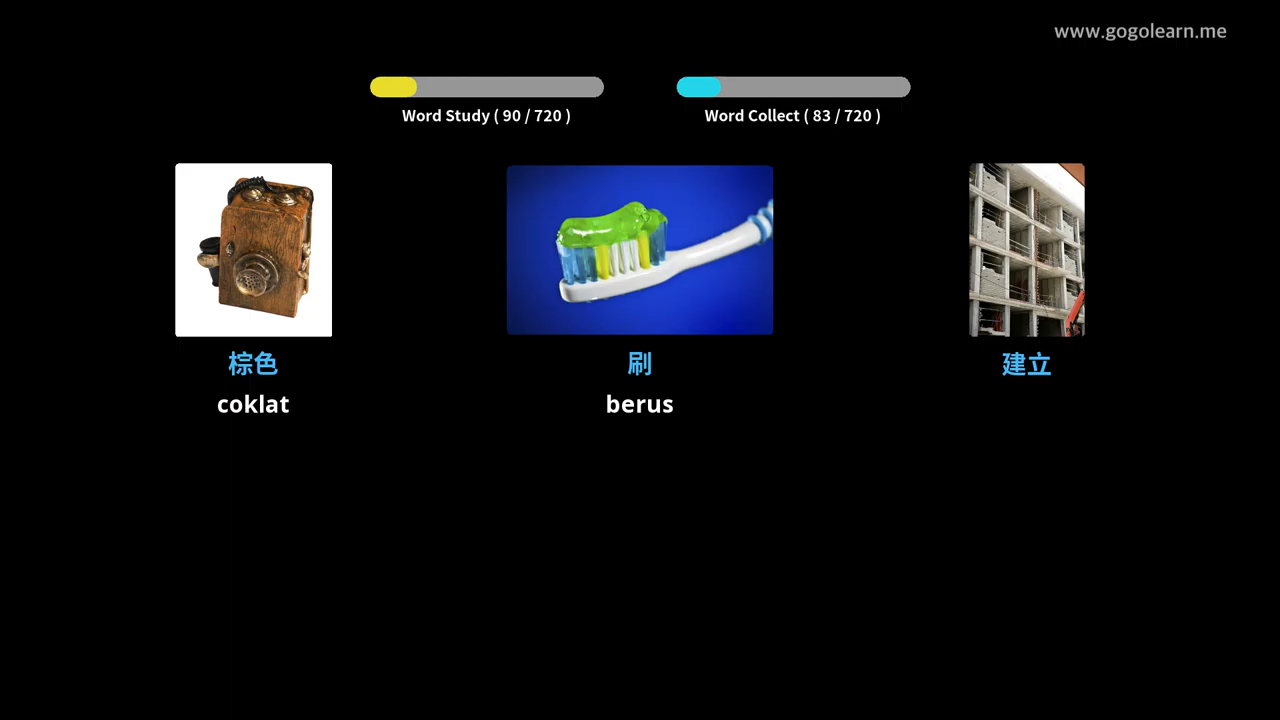 www.gogolearn.me
Word Study ( 90 / 720 )
Word Collect ( 83 / 720 )
棕色
刷
建立
coklat
berus